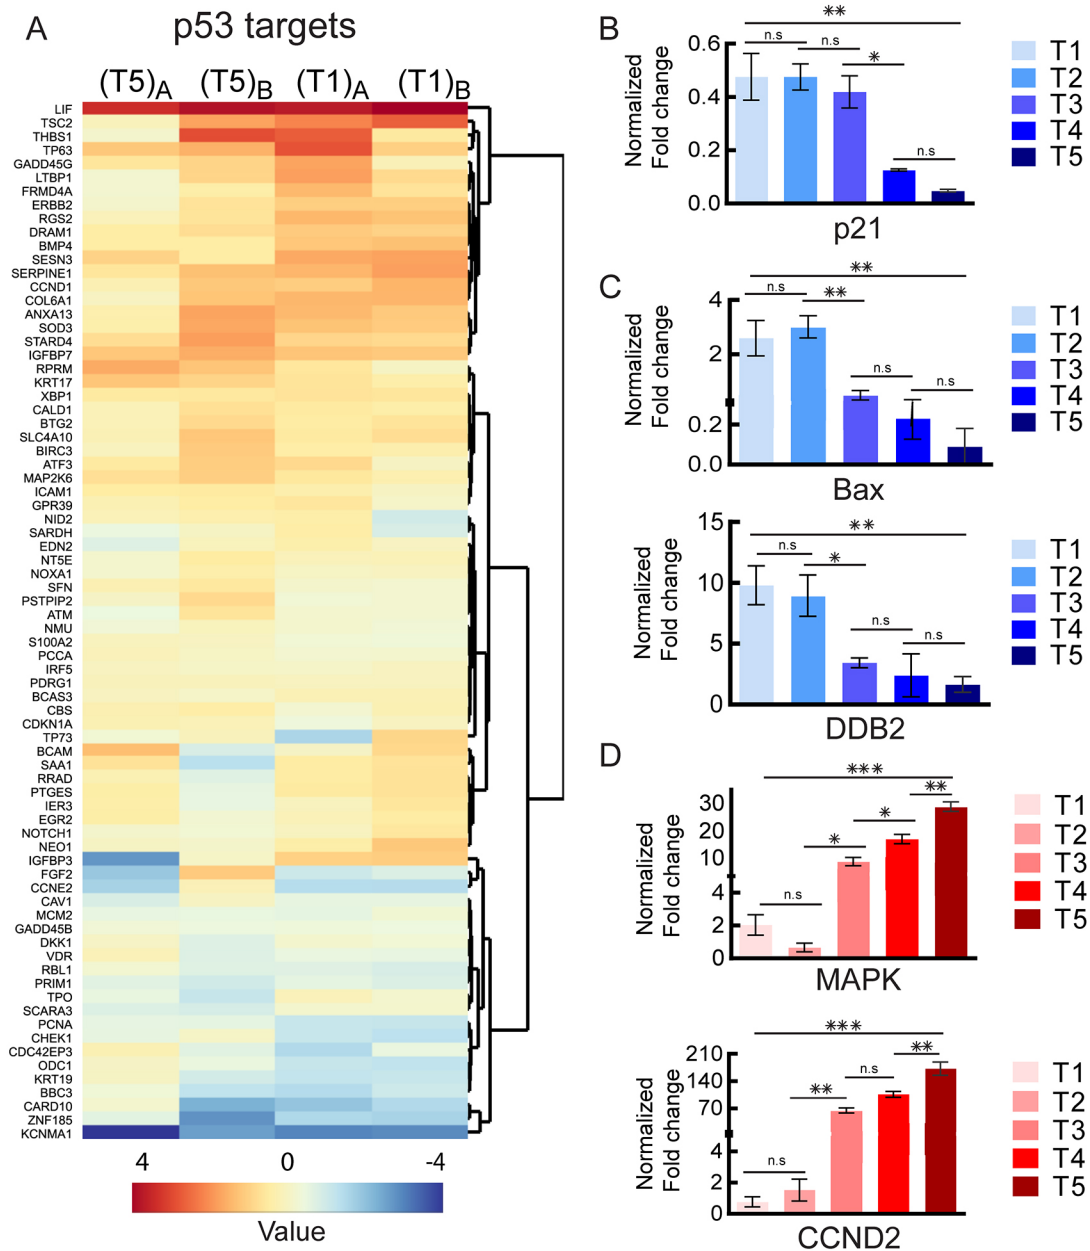 A
p53 targets
(T5)A (T5)B (T1)A (T1)B
LIF
TSC2
THBS1
TP63
GADD45G
LTBP1
FRMD4A
ERBB2
RGS2
DRAM1
BMP4
SESN3
SERPINE1
CCND1
COL6A1
ANXA13
SOD3
STARD4
IGFBP7
RPRM
KRT17
XBP1
CALD1
BTG2
SLC4A10
BIRC3
ATF3
MAP2K6
ICAM1
GPR39
NID2
SARDH
EDN2
NT5E
NOXA1
SFN
PSTPIP2
ATM
NMU
S100A2
PCCA
IRF5
PDRG1
BCAS3
CBS
CDKN1A
TP73
BCAM
SAA1
RRAD
PTGES
IER3
EGR2
NOTCH1
NEO1
IGFBP3
FGF2
CCNE2
CAV1
MCM2
GADD45B
DKK1
VDR
RBL1
PRIM1
TPO
SCARA3
PCNA
CHEK1
CDC42EP3
ODC1
KRT19
BBC3
CARD10
ZNF185
KCNMA1
4 0 -4
Value
B
Normalized
Fold change
0.6
0.4
0.2
0.0
**
n.s
n.s
*
n.s
p21
T1
T2
T3
T4
T5
C
Normalized
Fold change
4
2
0.2
0.0
**
n.s
**
n.s
n.s
Bax
T1
T2
T3
T4
T5
Normalized
Fold change
15
10
5
0
**
n.s
*
n.s
n.s
DDB2
T1
T2
T3
T4
T5
D
Normalized
Fold change
30
20
10
4
2
0
***
**
*
*
n.s
MAPK
T1
T2
T3
T4
T5
Normalized
Fold change
210
140
70
4
2
0
***
**
n.s
**
n.s
CCND2
T1
T2
T3
T4
T5